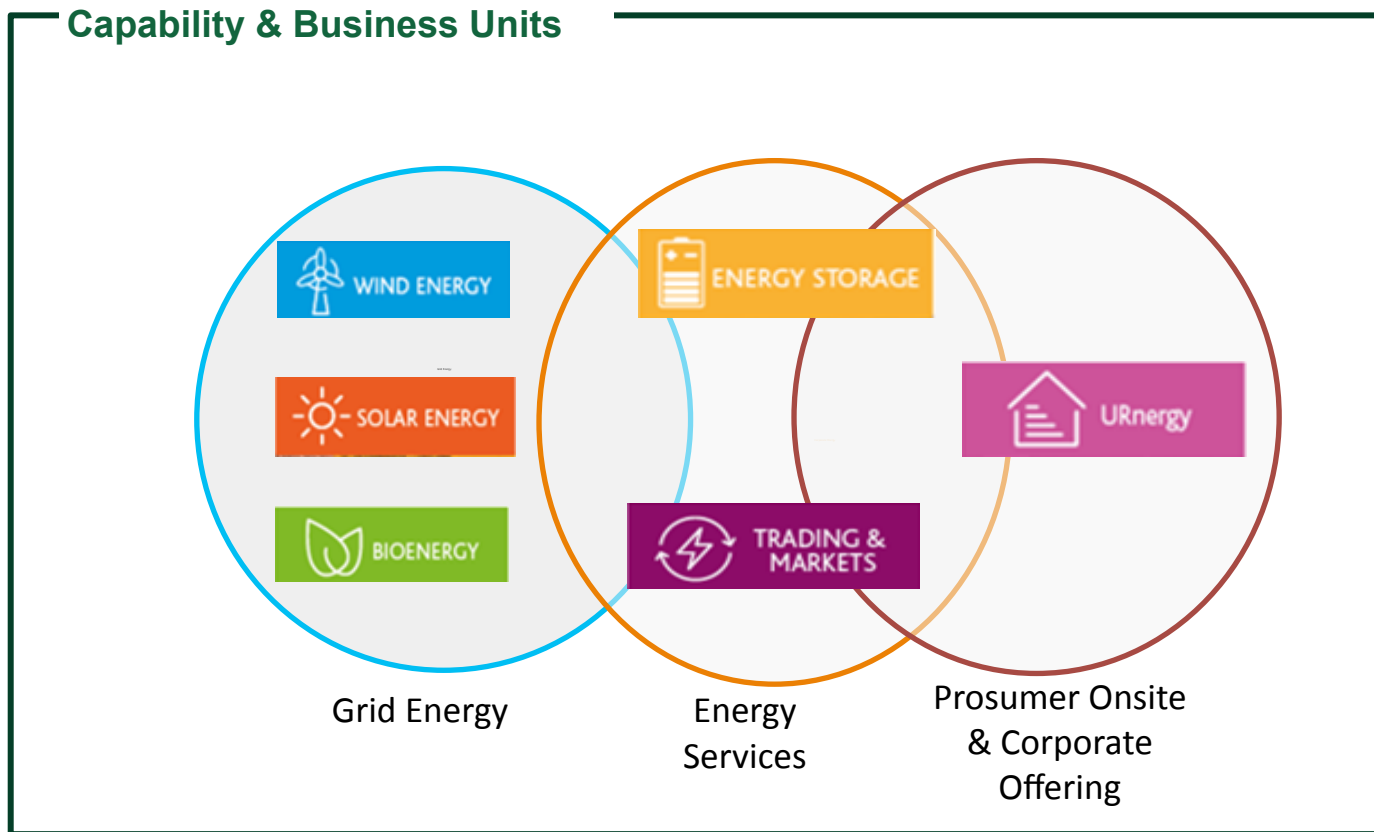 Capability & Business Units
WIND ENERGY
ENERGY STORAGE
SOLAR ENERGY
URnergy
BIOENERGY
TRADING &
MARKETS
Grid Energy
Energy
Services
Prosumer Onsite
& Corporate
Offering